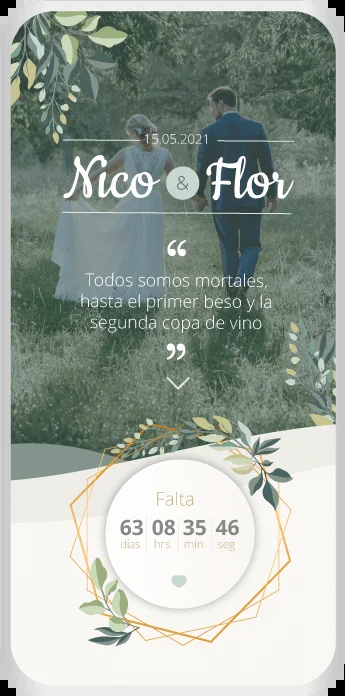 15.05.2021
Nico & Flor
“
Todos somos mortales,
hasta el primer beso y la
segunda copa de vino
”
Falta
63 08 35 46
días hrs min seg